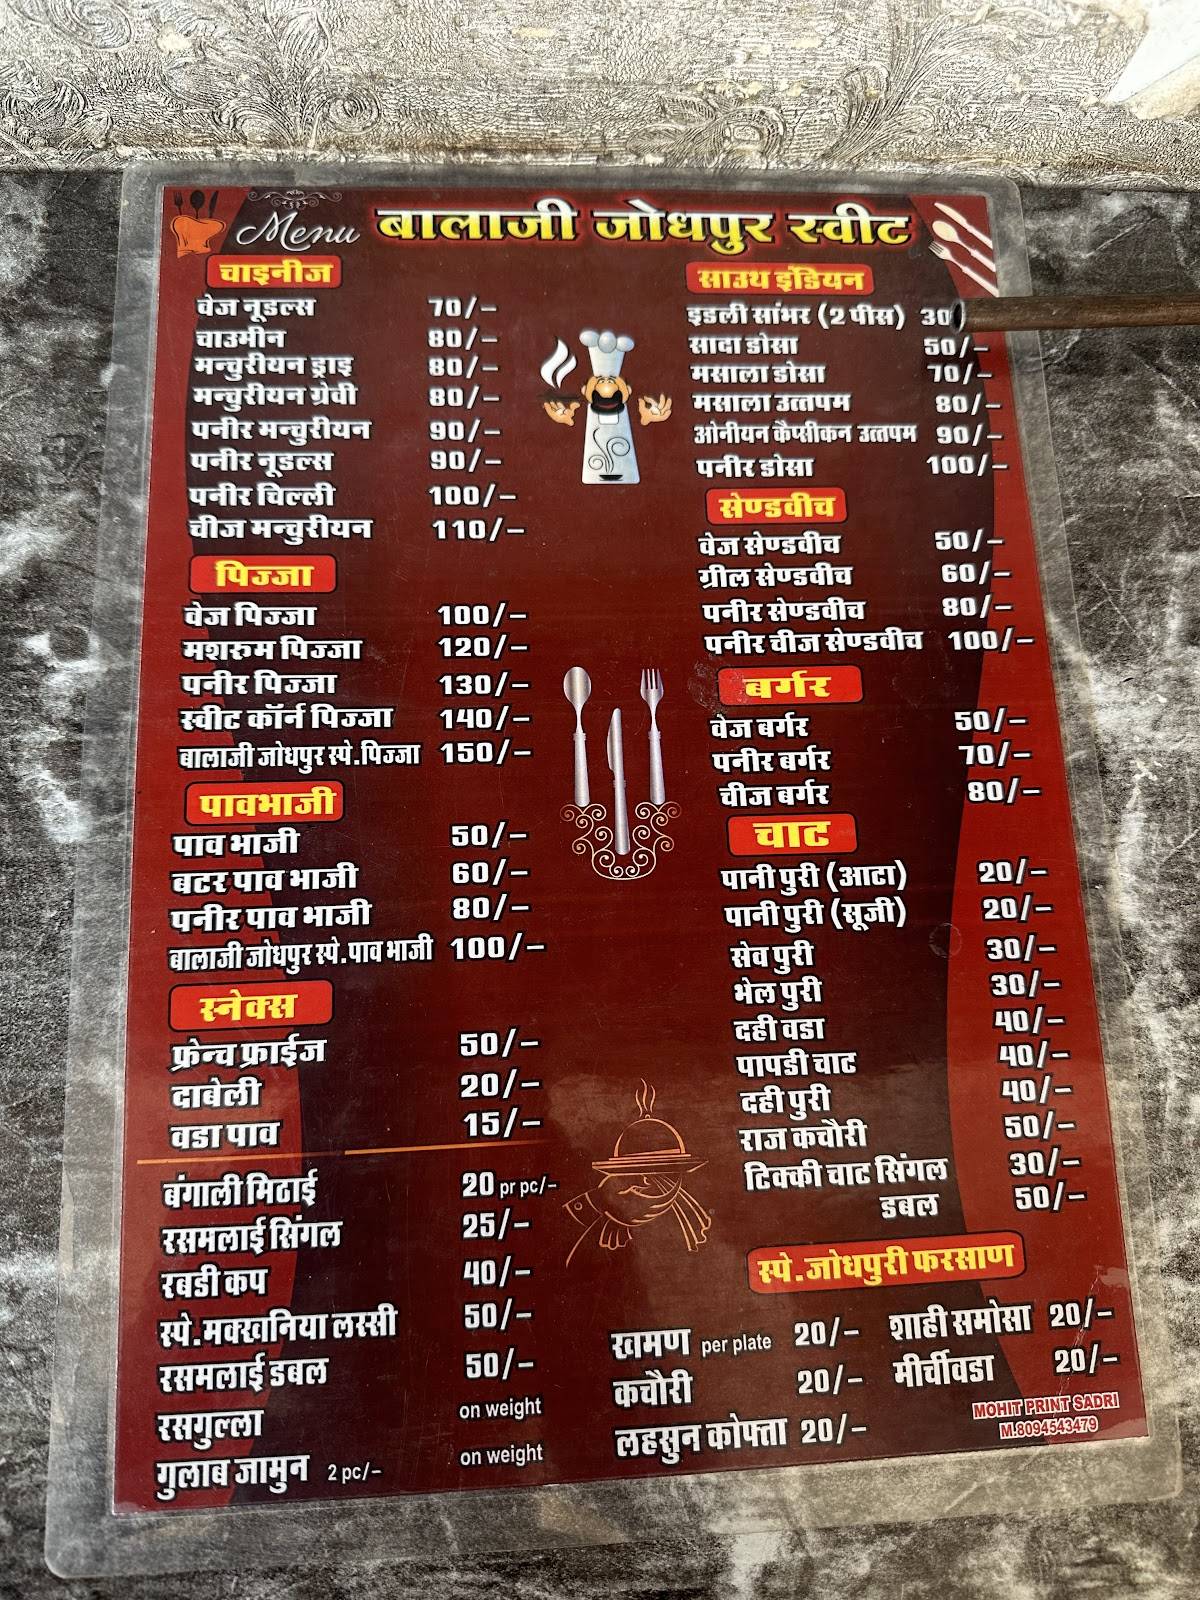 Menu बालाजी जोधपुर स्वीट
चाइनीज
वेज नूडल्स 70/-
चाउमीन 80/-
मन्चुरीयन ड्राइ 80/-
मन्चुरीयन ग्रेवी 80/-
पनीर मन्चुरीयन 90/-
पनीर नूडल्स 90/-
पनीर चिल्ली 100/-
चीज मन्चुरीयन 110/-
पिज्जा
वेज पिज्जा 100/-
मशरूम पिज्जा 120/-
पनीर पिज्जा 130/-
स्वीट कॉर्न पिज्जा 140/-
बालाजी जोधपुर स्पे.पिज्जा 150/-
पावभाजी
पाव भाजी 50/-
बटर पाव भाजी 60/-
पनीर पाव भाजी 80/-
बालाजी जोधपुर स्पे.पाव भाजी 100/-
स्नेक्स
फ्रेन्च फ्राईज 50/-
दाबेली 20/-
वडा पाव 15/-
बंगाली मिठाई 20 pr pc/-
रसमलाई सिंगल 25/-
रबडी कप 40/-
स्पे.मक्खनिया लस्सी 50/-
रसमलाई डबल 50/-
रसगुल्ला on weight
गुलाब जामुन 2 pc/- on weight
साउथ इंडियन
इडली सांभर (2 पीस) 30
सादा डोसा 50/-
मसाला डोसा 70/-
मसाला उत्तपम 80/-
ओनीयन कैप्सीकन उत्तपम 90/-
पनीर डोसा 100/-
सेण्डवीच
वेज सेण्डवीच 50/-
ग्रील सेण्डवीच 60/-
पनीर सेण्डवीच 80/-
पनीर चीज सेण्डवीच 100/-
बर्गर
वेज बर्गर 50/-
पनीर बर्गर 70/-
चीज बर्गर 80/-
चाट
पानी पुरी (आटा) 20/-
पानी पुरी (सूजी) 20/-
सेव पुरी 30/-
भेल पुरी 30/-
दही वडा 40/-
पापडी चाट 40/-
दही पुरी 40/-
राज कचौरी 50/-
टिक्की चाट सिंगल 30/-
डबल 50/-
स्पे.जोधपुरी फरसाण
खमण per plate 20/- शाही समोसा 20/-
कचौरी 20/- मीर्चीवडा 20/-
लहसुन कोफ्ता 20/-
MOHIT PRINT SADRI
M.8094543479